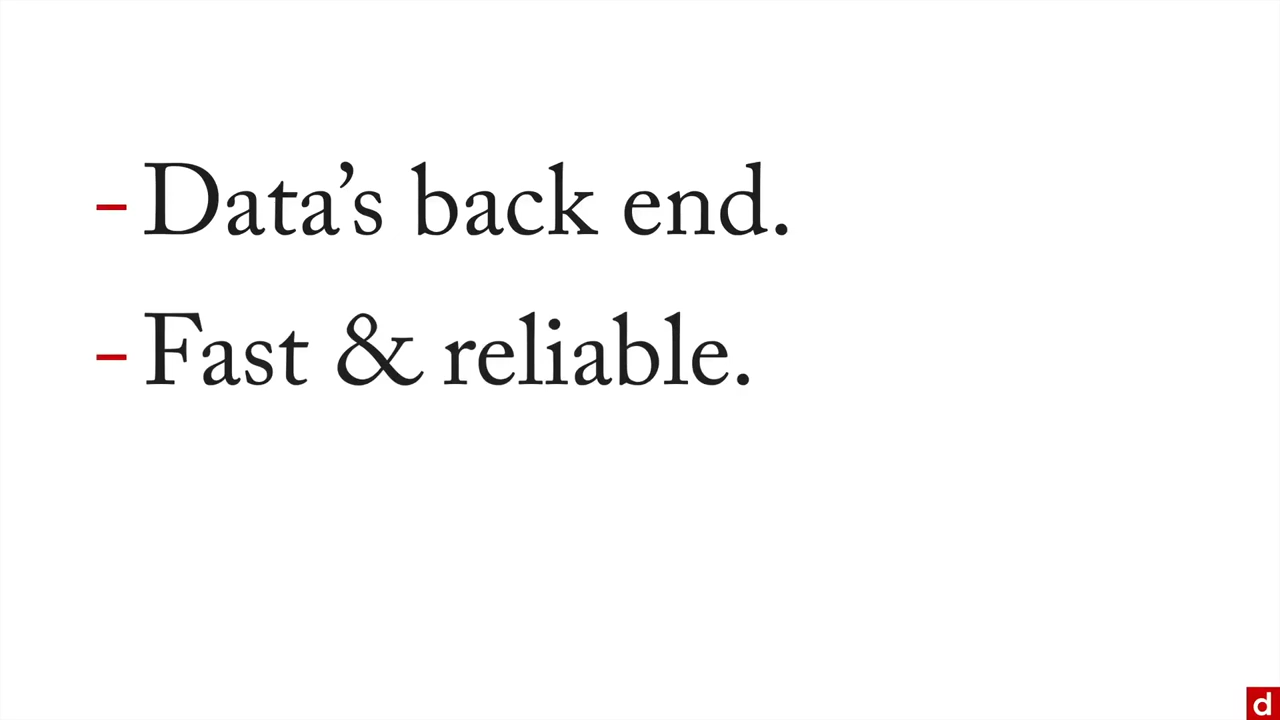 – Data’s back end.
– Fast & reliable.
d